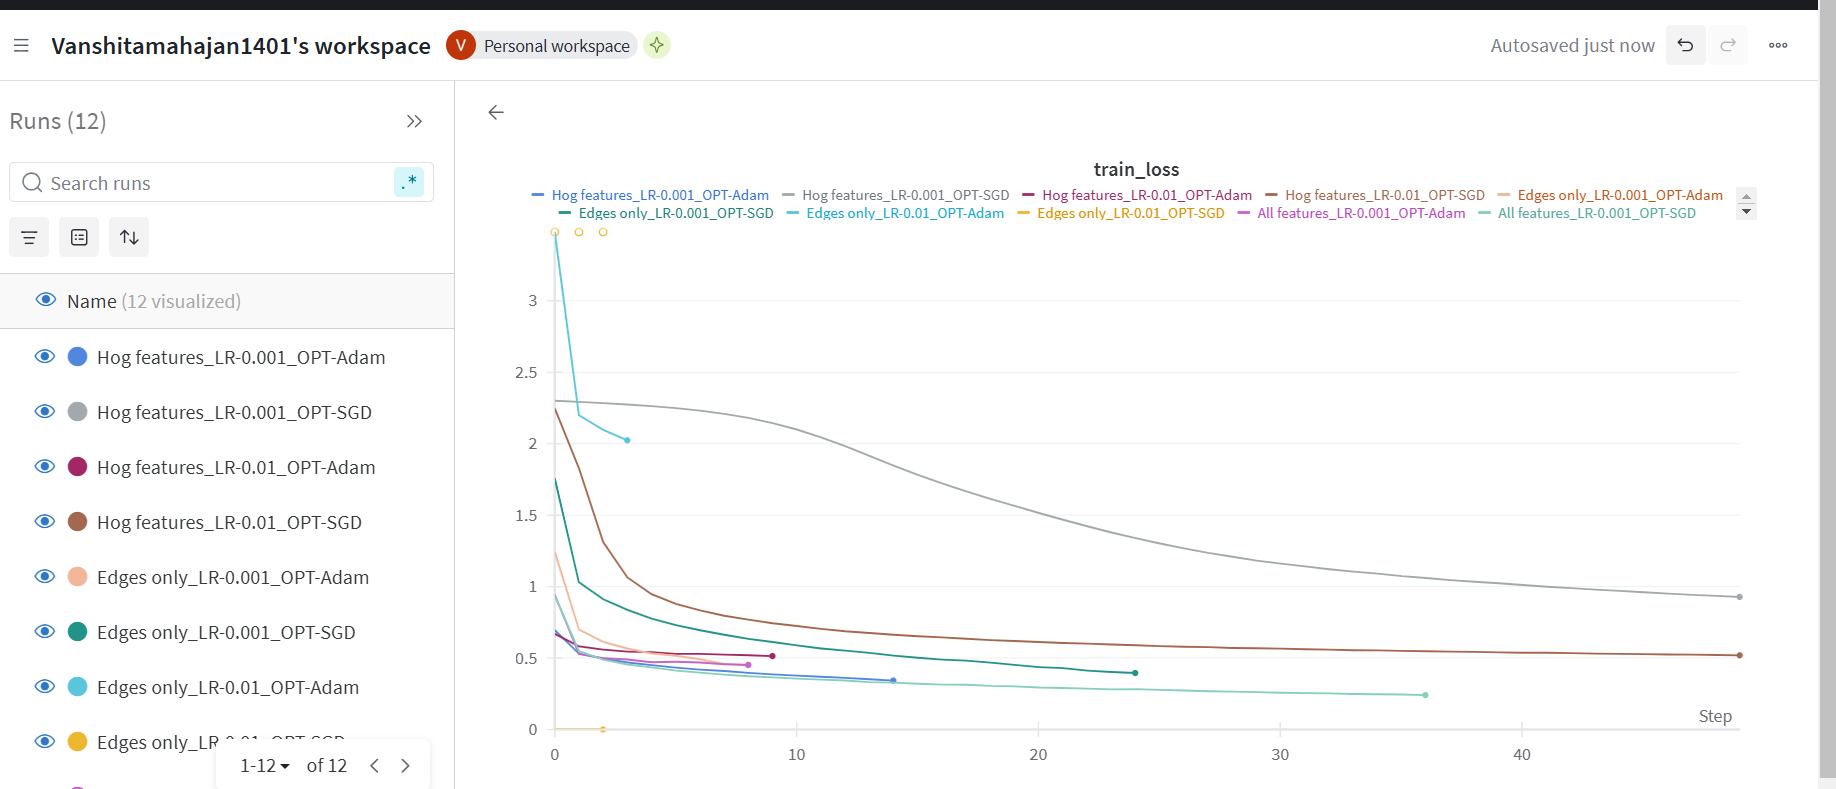 Vanshitamahajan1401's workspace V Personal workspace Autosaved just now
Runs (12)
Search runs .*
Name (12 visualized)
Hog features_LR-0.001_OPT-Adam
Hog features_LR-0.001_OPT-SGD
Hog features_LR-0.01_OPT-Adam
Hog features_LR-0.01_OPT-SGD
Edges only_LR-0.001_OPT-Adam
Edges only_LR-0.001_OPT-SGD
Edges only_LR-0.01_OPT-Adam
Edges only_LR-0.01_OPT-SGD
1-12 of 12
train_loss
Hog features_LR-0.001_OPT-Adam Hog features_LR-0.001_OPT-SGD Hog features_LR-0.01_OPT-Adam Hog features_LR-0.01_OPT-SGD Edges only_LR-0.001_OPT-Adam
Edges only_LR-0.001_OPT-SGD Edges only_LR-0.01_OPT-Adam Edges only_LR-0.01_OPT-SGD All features_LR-0.001_OPT-Adam All features_LR-0.001_OPT-SGD
3
2.5
2
1.5
1
0.5
0
Step
0 10 20 30 40